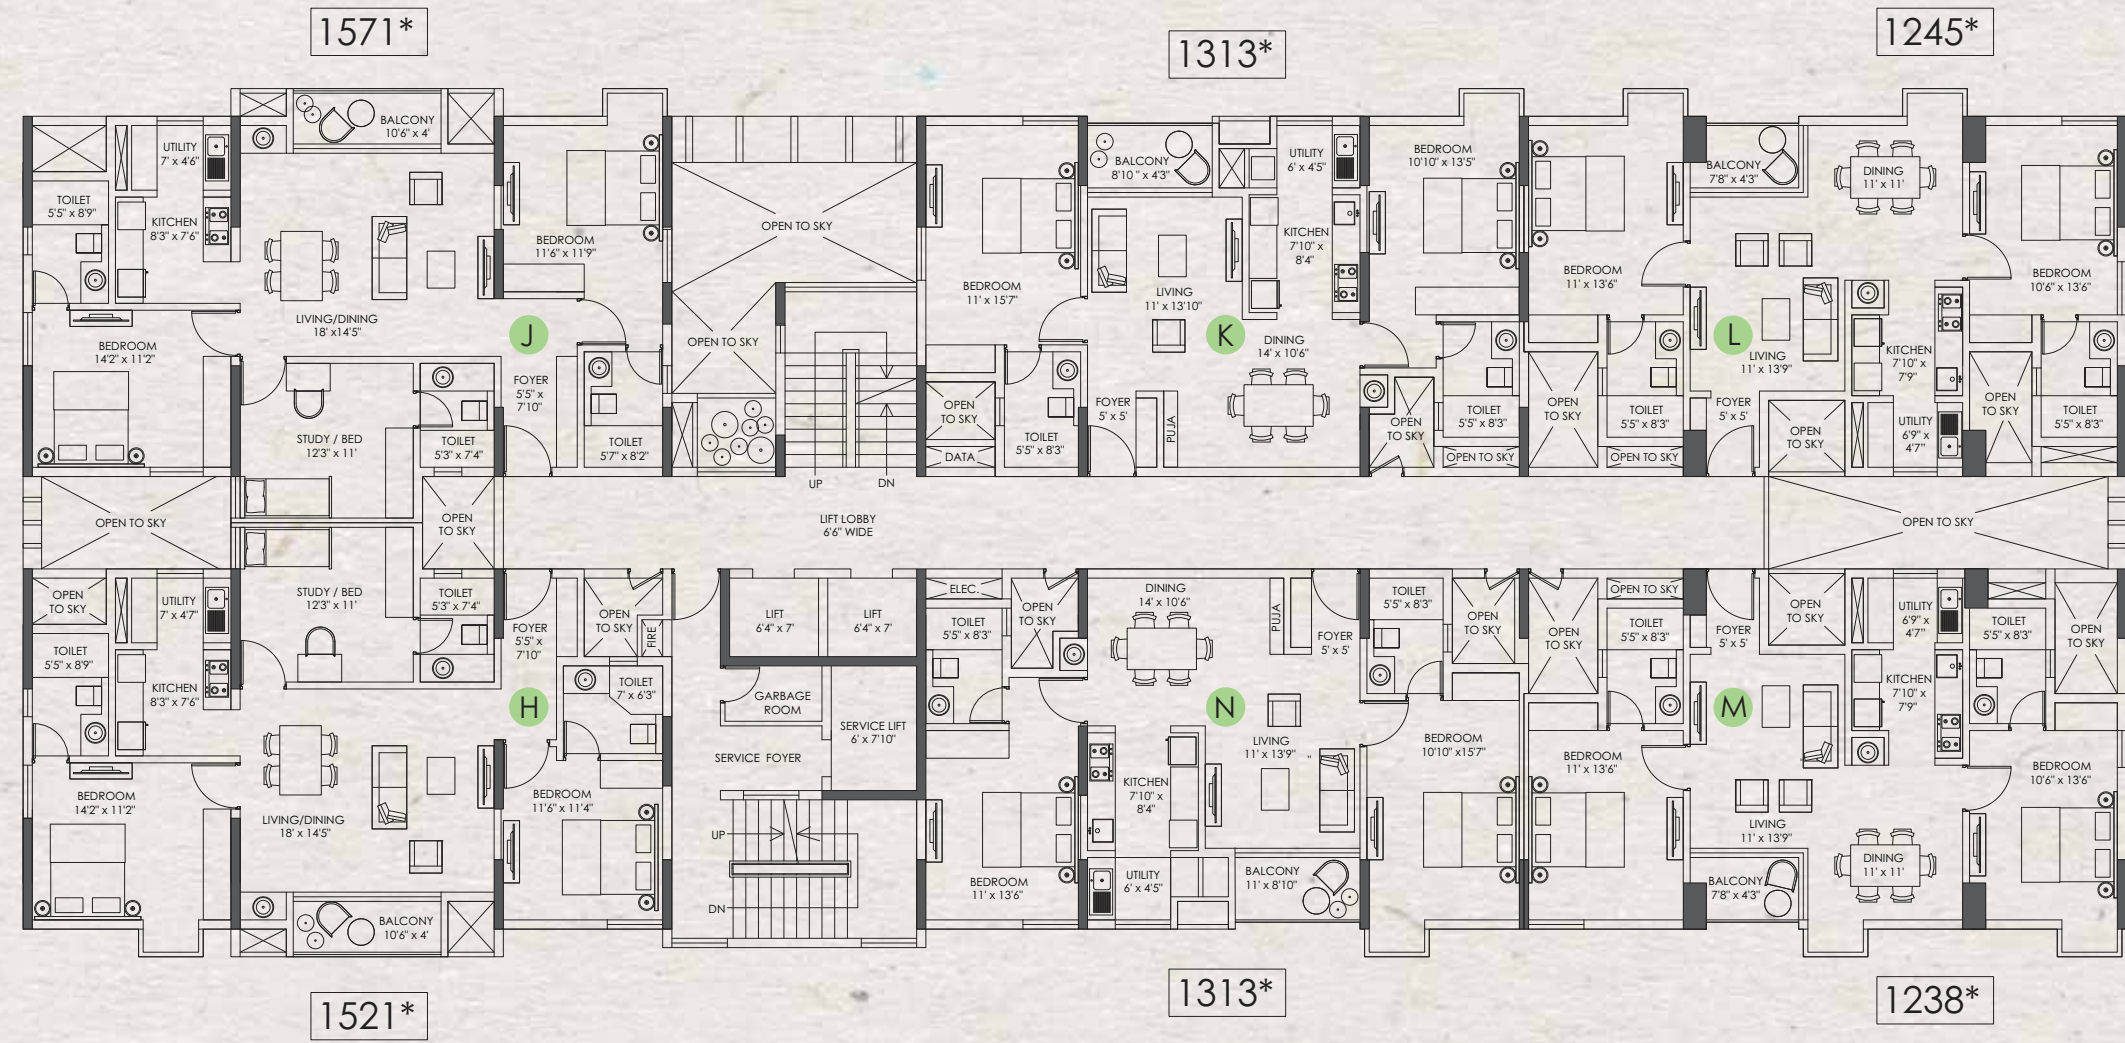 1571*
1313*
1245*
BALCONY
10'6" x 4'
UTILITY
7' x 4'6"
TOILET
5'5" x 8'9"
KITCHEN
8'3" x 7'6"
BEDROOM
11'6" x 11'9"
LIVING/DINING
18' x14'5"
J
BEDROOM
14'2" x 11'2"
FOYER
5'5" x
7'10"
STUDY / BED
12'3" x 11'
TOILET
5'3" x 7'4"
TOILET
5'7" x 8'2"
OPEN TO SKY
OPEN TO SKY
UP
DN
BALCONY
8'10 " x 4'3"
UTILITY
6' x 4'5"
BEDROOM
10'10" x 13'5"
KITCHEN
7'10" x
8'4"
BEDROOM
11' x 15'7"
LIVING
11' x 13'10"
K
DINING
14' x 10'6"
FOYER
5' x 5'
PUJA
OPEN
TO SKY
DATA
TOILET
5'5" x 8'3"
OPEN
TO SKY
TOILET
5'5" x 8'3"
OPEN TO SKY
BALCONY
7'8" x 4'3"
DINING
11' x 11'
BEDROOM
11' x 13'6"
BEDROOM
10'6" x 13'6"
L
LIVING
11' x 13'9"
KITCHEN
7'10" x
7'9"
FOYER
5' x 5'
OPEN
TO SKY
TOILET
5'5" x 8'3"
OPEN TO SKY
OPEN
TO SKY
UTILITY
6'9" x
4'7"
OPEN
TO SKY
TOILET
5'5" x 8'3"
OPEN TO SKY
OPEN
TO SKY
LIFT LOBBY
6'6" WIDE
OPEN TO SKY
OPEN
TO SKY
UTILITY
7' x 4'7"
STUDY / BED
12'3" x 11'
TOILET
5'3" x 7'4"
FOYER
5'5" x
7'10"
OPEN
TO SKY
FIRE
TOILET
5'5" x 8'9"
KITCHEN
8'3" x 7'6"
H
TOILET
7' x 6'3"
BEDROOM
14'2" x 11'2"
LIVING/DINING
18' x 14'5"
BEDROOM
11'6" x 11'4"
BALCONY
10'6" x 4'
LIFT
6'4" x 7'
LIFT
6'4" x 7'
GARBAGE
ROOM
SERVICE LIFT
6' x 7'10"
SERVICE FOYER
UP
DN
ELEC.
OPEN
TO SKY
TOILET
5'5" x 8'3"
DINING
14' x 10'6"
PUJA
FOYER
5' x 5'
TOILET
5'5" x 8'3"
OPEN
TO SKY
N
LIVING
11' x 13'9" "
BEDROOM
10'10" x15'7"
KITCHEN
7'10" x
8'4"
BEDROOM
11' x 13'6"
UTILITY
6' x 4'5"
BALCONY
11' x 8'10"
OPEN
TO SKY
OPEN TO SKY
TOILET
5'5" x 8'3"
FOYER
5' x 5'
OPEN
TO SKY
UTILITY
6'9" x
4'7"
TOILET
5'5" x 8'3"
OPEN
TO SKY
M
KITCHEN
7'10" x
7'9"
BEDROOM
11' x 13'6"
BEDROOM
10'6" x 13'6"
LIVING
11' x 13'9"
DINING
11' x 11'
BALCONY
7'8" x 4'3"
1521*
1313*
1238*